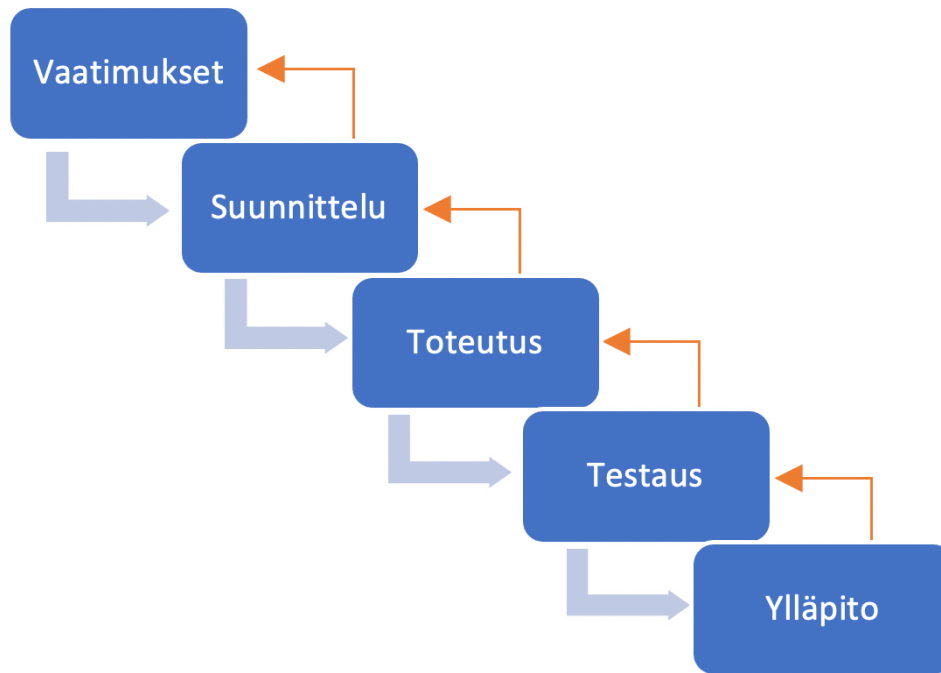 Vaatimukset
Suunnittelu
Toteutus
Testaus
Ylläpito